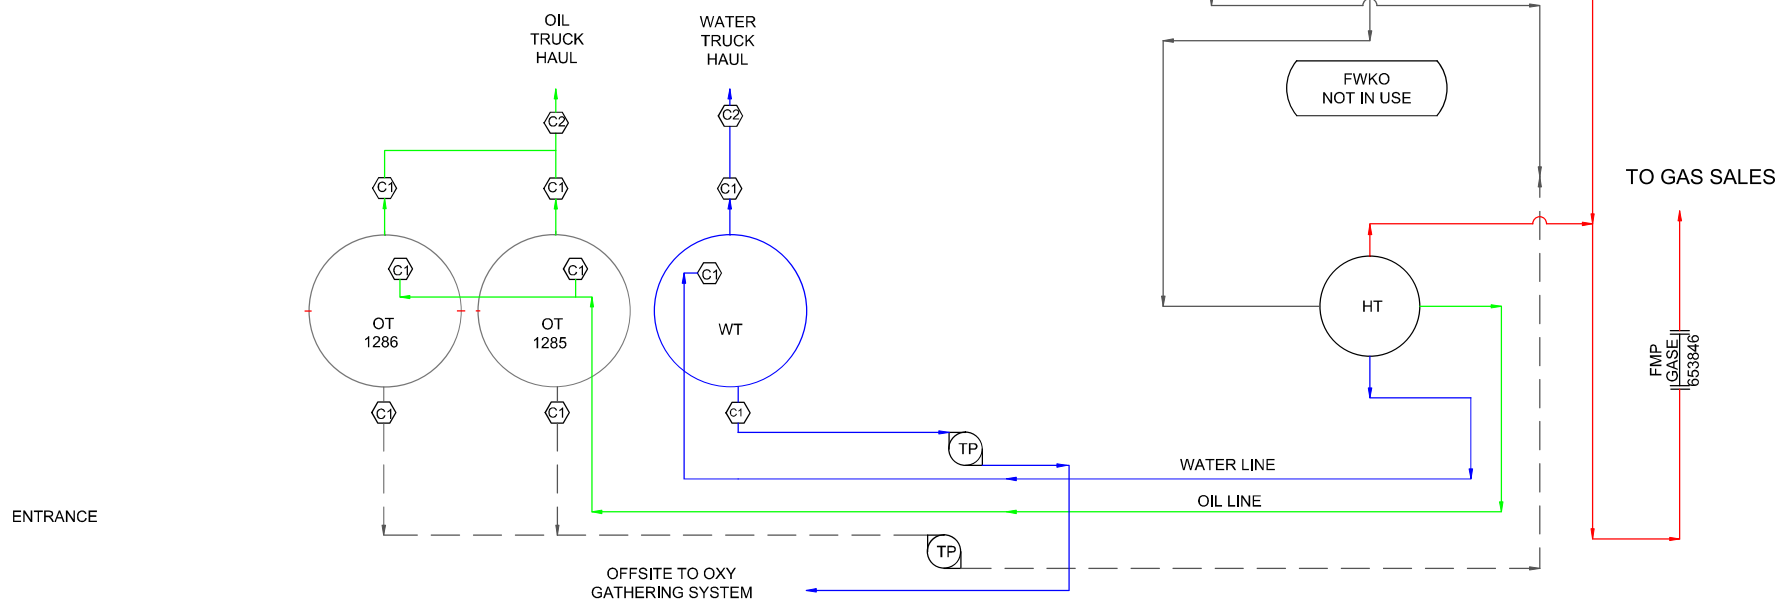 OIL
TRUCK
HAUL
WATER
TRUCK
HAUL
FWKO
NOT IN USE
C2
C2
TO GAS SALES
C1
C1
C1
C1
C1
C1
OT
1286
OT
1285
WT
HT
FMP
GASE
653846
C1
C1
C1
TP
WATER LINE
OIL LINE
ENTRANCE
TP
OFFSITE TO OXY
GATHERING SYSTEM